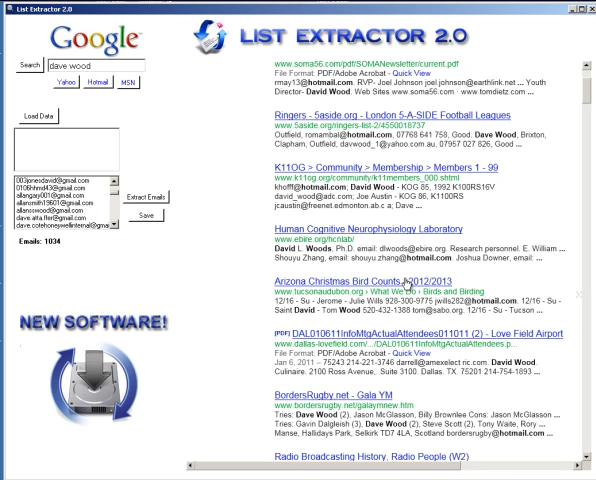 List Extractor 2.0
Google
LIST EXTRACTOR 2.0
Search
dave wood
Yahoo
Hotmail
MSN
Load Data
003jonesdavid@gmail.com
0106hhmd43@gmail.com
allangary001@gmail.com
allansmith19601@gmail.com
allanswood@gmail.com
dave.atta.fter@gmail.com
dave.cotehoneywellinternal@gmai
Extract Emails
Save
Emails: 1034
NEW SOFTWARE!
www.soma56.com/pdf/SOMANewsletter/current.pdf
File Format: PDF/Adobe Acrobat - Quick View
rmay13@hotmail.com. RVP- Joel Johnson joel.johnson@earthlink.net ... Youth
Director- David Wood. Web Sites www.soma56.com · www.tomdietz.com ...
Ringers - 5aside.org - London 5-A-SIDE Football Leagues
www.5aside.org/ringers-list-2/4550018737
Outfield, romambal@hotmail.com, 07768 641 758, Good. Dave Wood, Brixton,
Clapham, Outfield, davwood_1@yahoo.com.au, 07957 027 826, Good ...
K11OG > Community > Membership > Members 1 - 99
www.k11og.org/community/k11members_000.shtml
khofff@hotmail.com; David Wood - KOG 85, 1992 K100RS16V
david_wood@adc.com; Joe Austin - KOG 86, K1100RS
jcaustin@freenet.edmonton.ab.c a; Dave ...
Human Cognitive Neurophysiology Laboratory
www.ebire.org/hcnlab/
David L. Woods, Ph.D. email: dlwoods@ebire.org. Research personnel. E. William ...
Shouyu Zhang, email: shouyu.zhang@hotmail.com. Joshua Downer, email: ...
Arizona Christmas Bird Counts - 2012/2013
www.tucsonaudubon.org › What We Do › Birds and Birding
12/16 - Su - Jerome - Julie Wills 928-300-9775 jwills282@hotmail.com. 12/16 - Su -
Saint David - Tom Wood 520-432-1388 tom@sabo.org. 12/16 - Su - Tucson ...
[PDF] DAL010611InfoMtgActualAttendees011011 (2) - Love Field Airport
www.dallas-lovefield.com/.../DAL010611InfoMtgActualAttendees.p...
File Format: PDF/Adobe Acrobat - Quick View
Jan 6, 2011 – 75243 214-221-3746 darrell@amexelect ric.com. David Wood.
Culinaire. 2100 Ross Avenue,. Suite 3100. Dallas. TX. 75201 214-754-1893 ...
BordersRugby.net - Gala YM
www.bordersrugby.net/galaymnew.htm
Tries: Dave Wood (2), Jason McGlasson, Billy Brownlee Cons: Jason McGlasson ...
Tries: Gavin Dalgleish (3), Dave Wood (2), Steve Scott (2), Tony Waite, Rory ...
Manse, Hallidays Park, Selkirk TD7 4LA, Scotland bordersrugby@hotmail.com ...
Radio Broadcasting History, Radio People (W2)